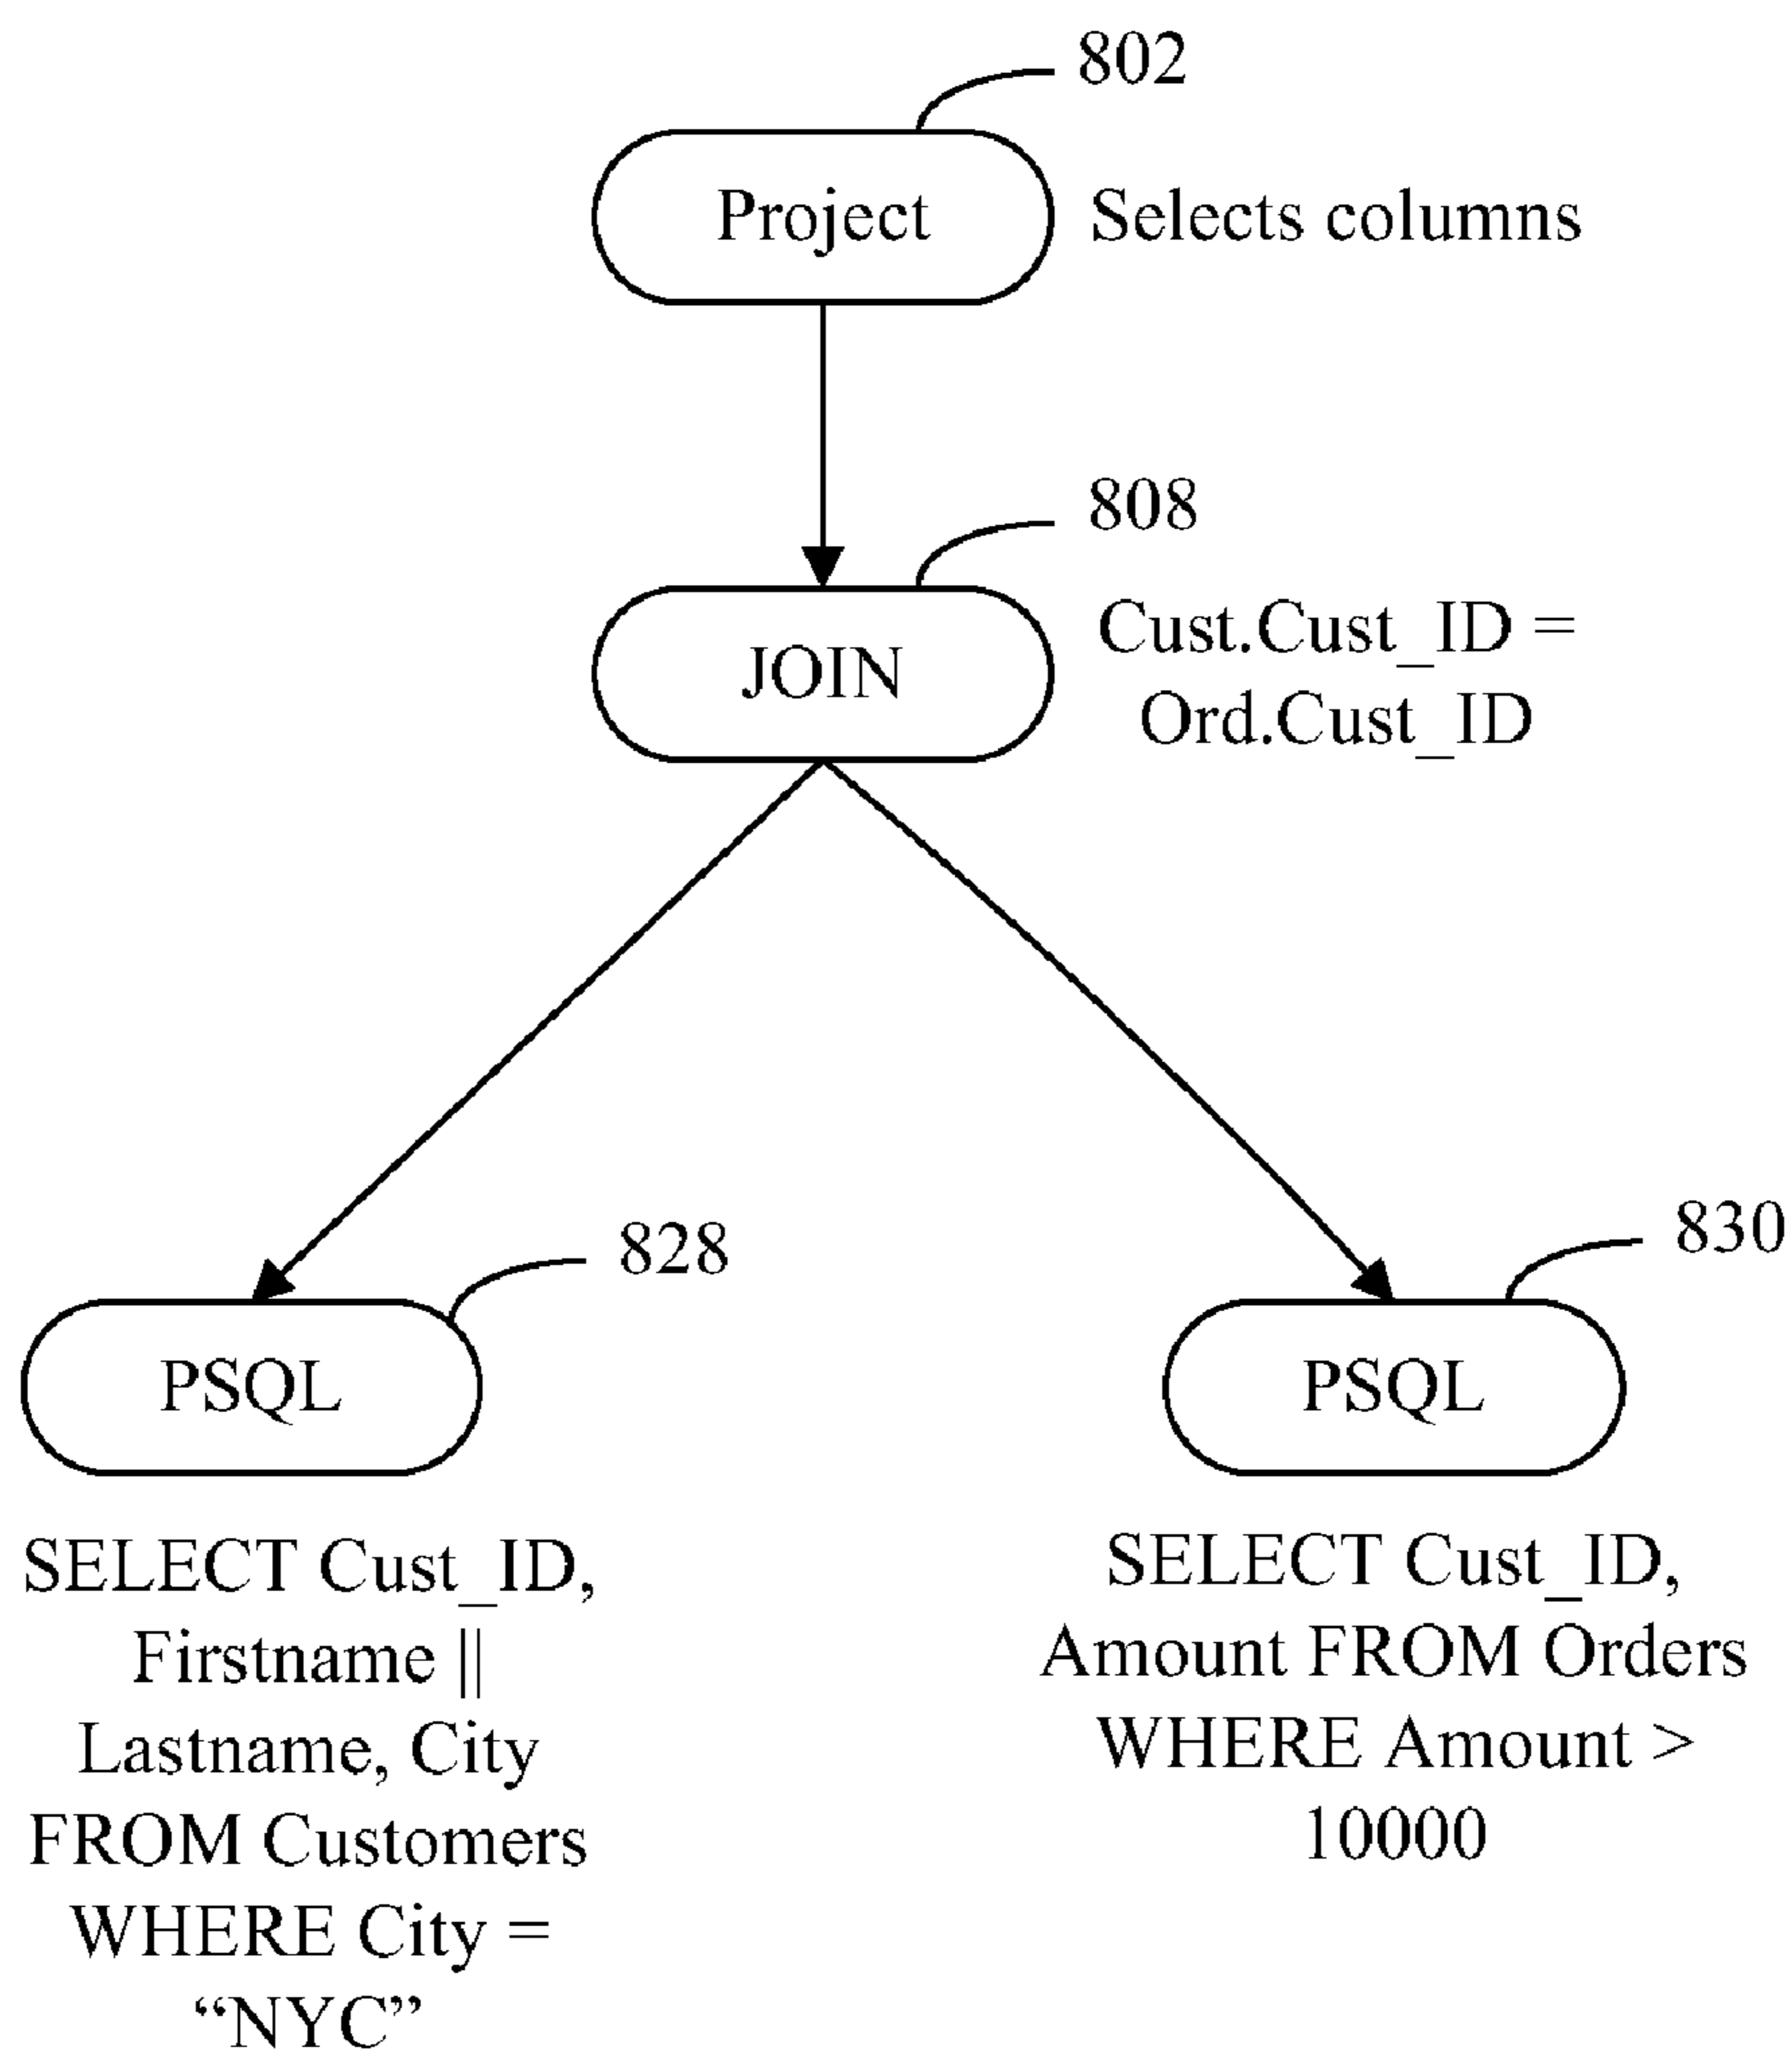 802
Project
Selects columns
808
JOIN
Cust.Cust_ID =
Ord.Cust_ID
828
830
PSQL
PSQL
SELECT Cust_ID,
Firstname ||
Lastname, City
FROM Customers
WHERE City =
“NYC”
SELECT Cust_ID,
Amount FROM Orders
WHERE Amount >
10000